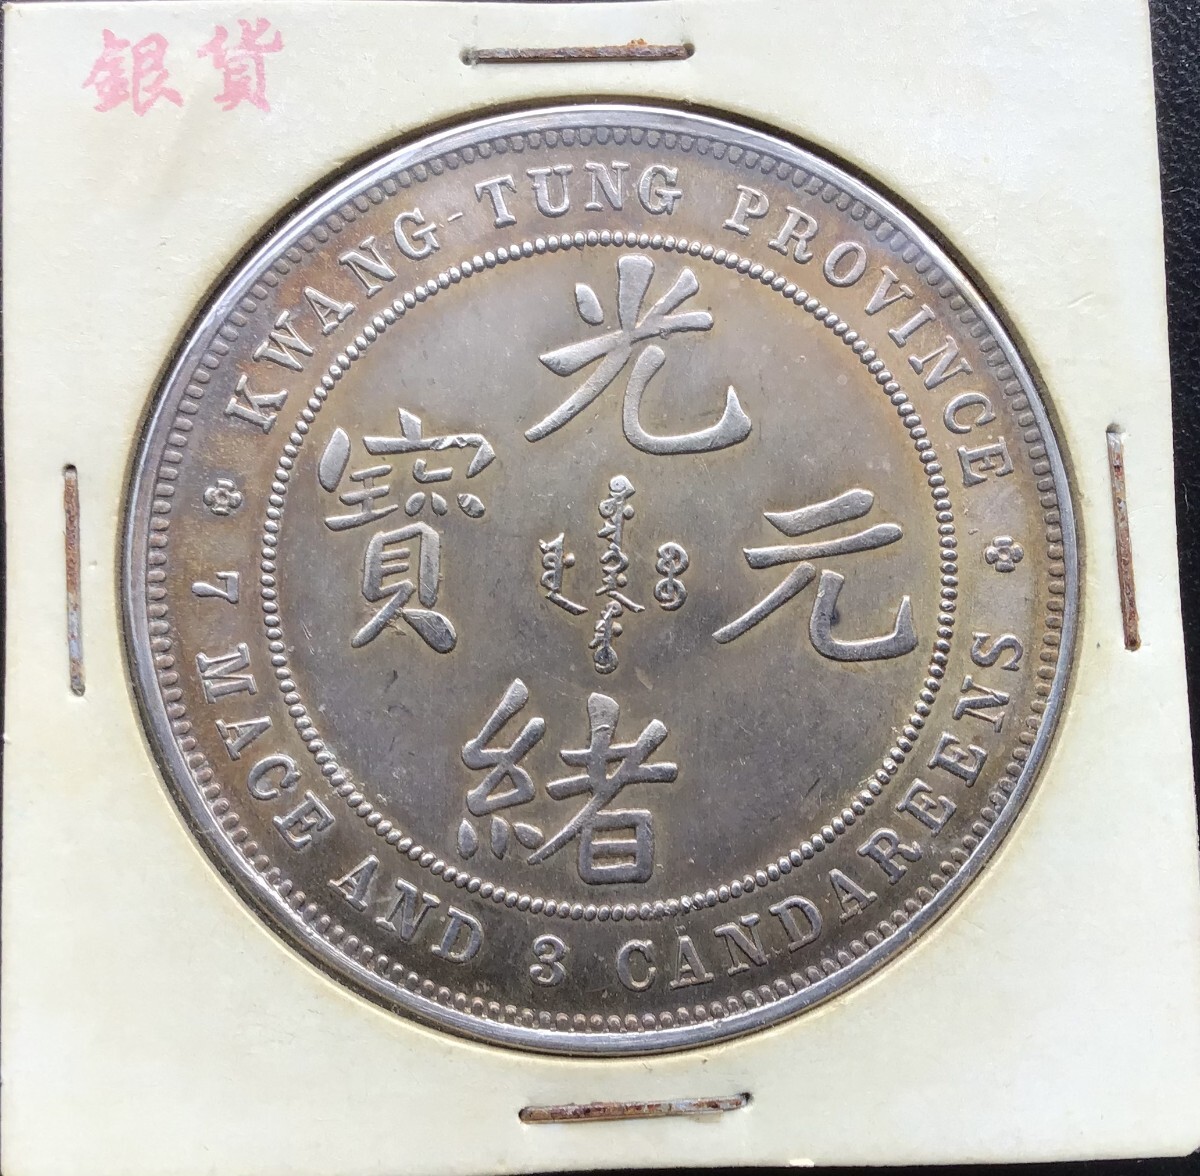 銀貨
KWANG-TUNG PROVINCE
光緒元寶
7 MACE AND 3 CANDAREENS